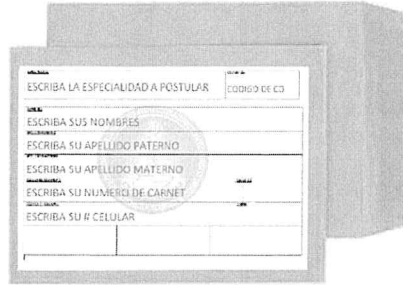 ESCRIBA LA ESPECIALIDAD A POSTULAR
CODIGO DE CD
ESCRIBA SUS NOMBRES
ESCRIBA SU APELLIDO PATERNO
ESCRIBA SU APELLIDO MATERNO
ESCRIBA SU NUMERO DE CARNET
ESCRIBA SU # CELULAR